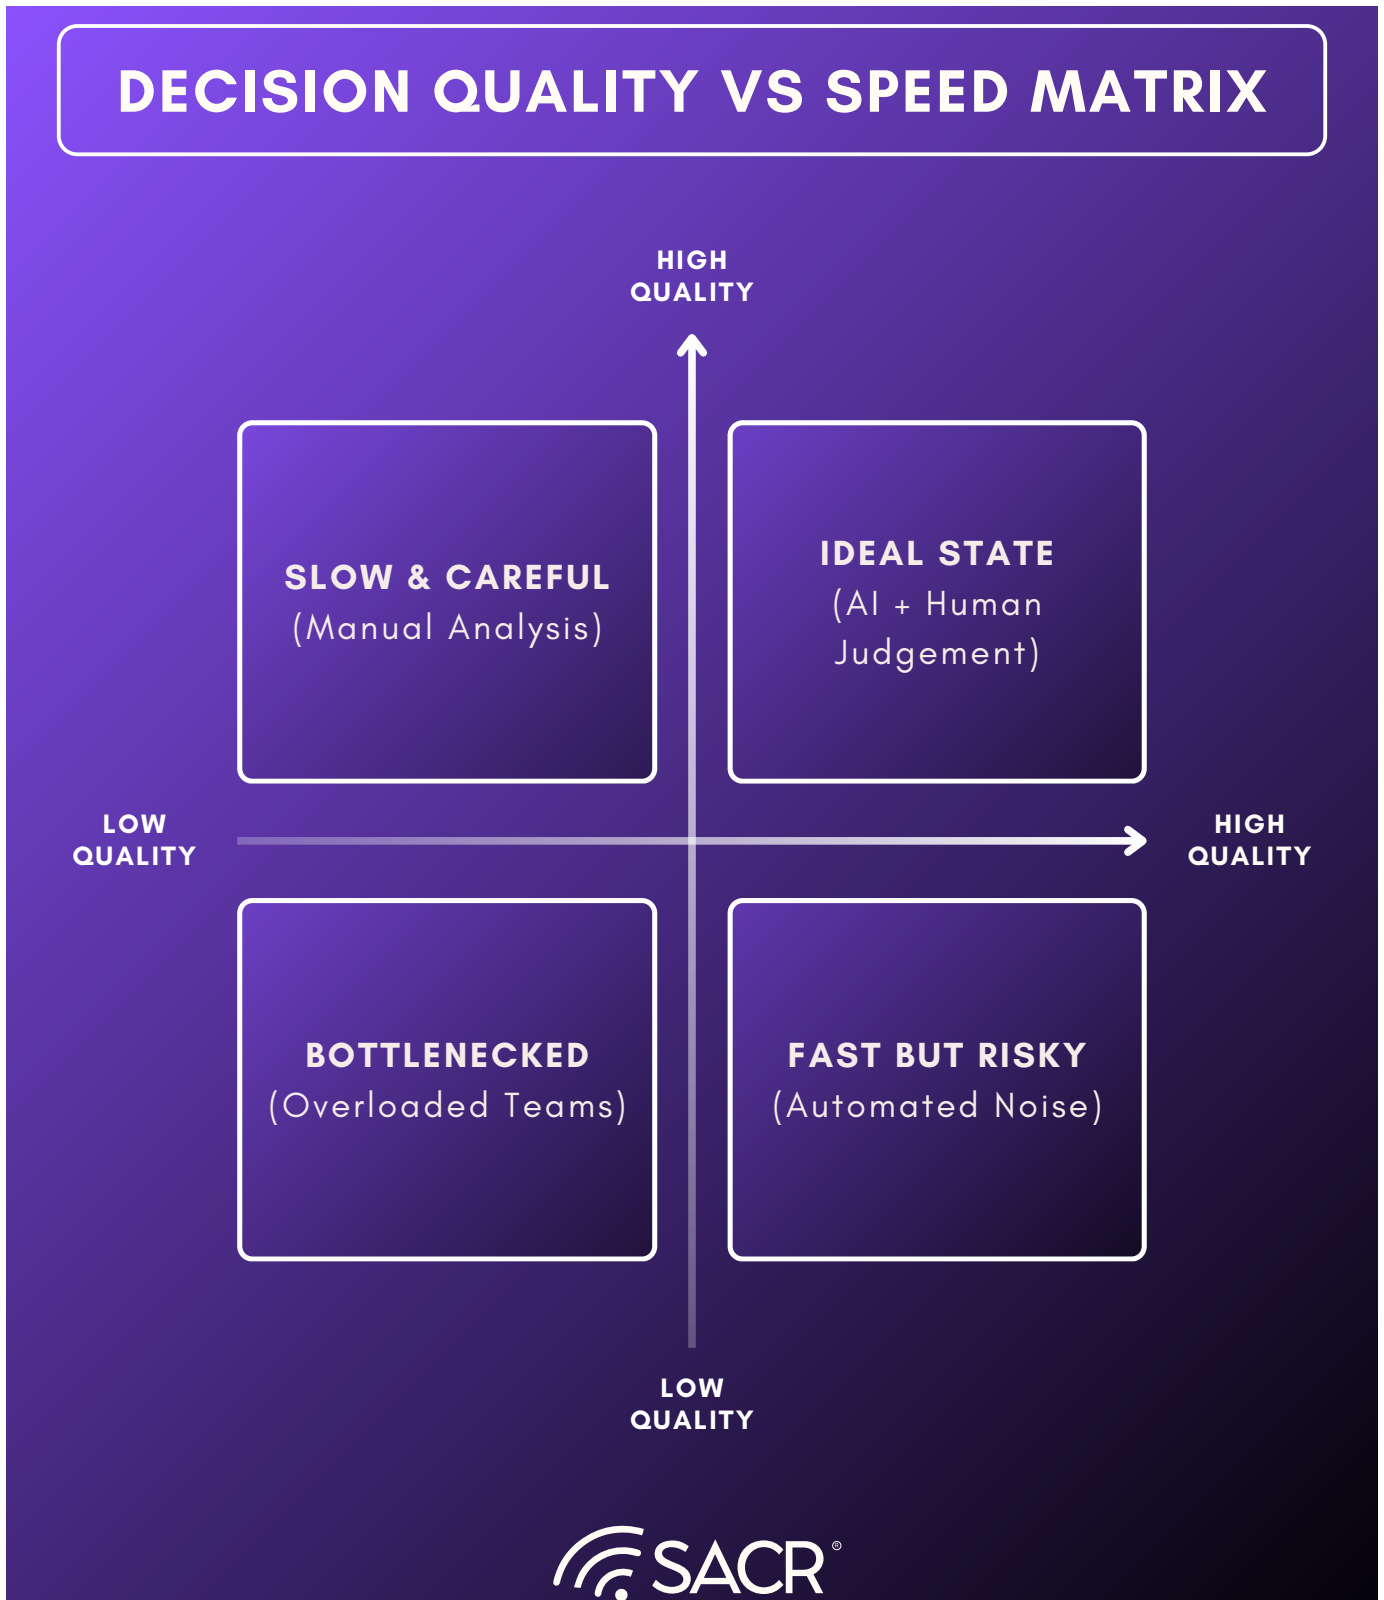 DECISION QUALITY VS SPEED MATRIX
HIGH
QUALITY
SLOW & CAREFUL
(Manual Analysis)
IDEAL STATE
(AI + Human
Judgement)
LOW
QUALITY
HIGH
QUALITY
BOTTLENECKED
(Overloaded Teams)
FAST BUT RISKY
(Automated Noise)
LOW
QUALITY
SACR®